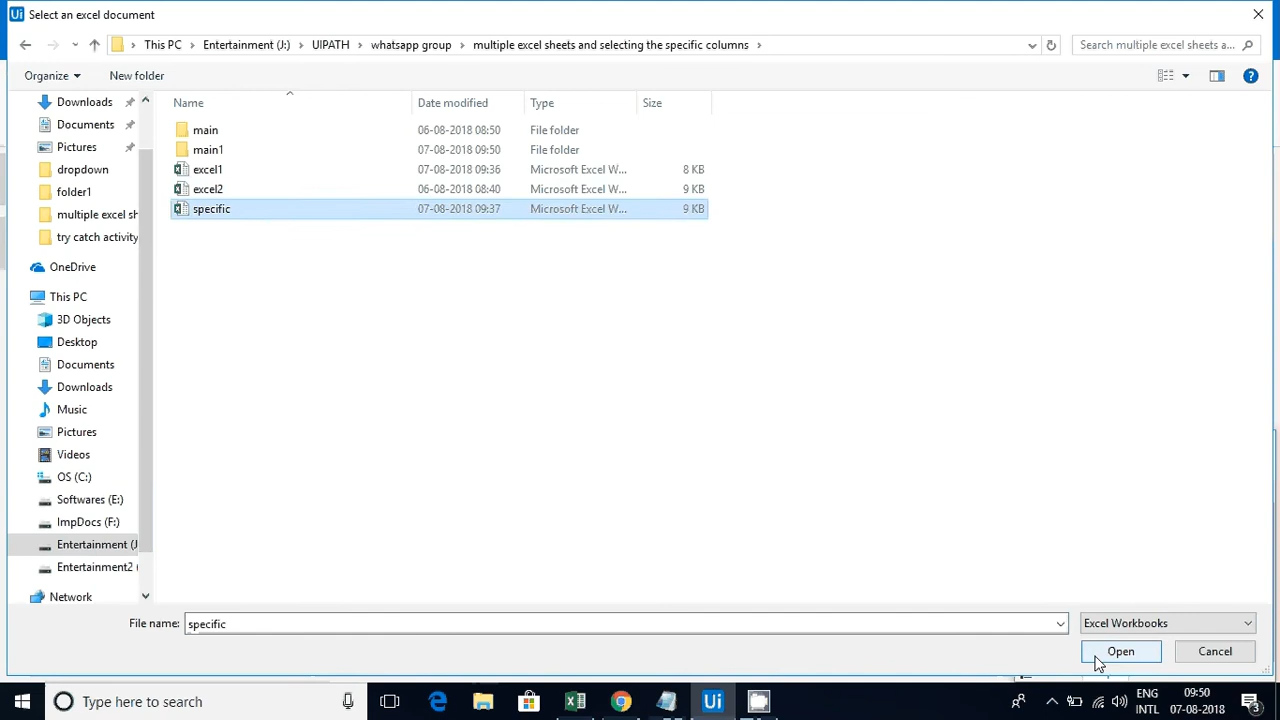 Ui Select an excel document
This PC Entertainment (J:) UIPATH whatsapp group multiple excel sheets and selecting the specific columns Search multiple excel sheets a...
Organize New folder
Name Date modified Type Size
Downloads
Documents
Pictures
dropdown
folder1
multiple excel sh
try catch activity
OneDrive
This PC
3D Objects
Desktop
Documents
Downloads
Music
Pictures
Videos
OS (C:)
Softwares (E:)
ImpDocs (F:)
Entertainment (J
Entertainment2 (
Network
main 06-08-2018 08:50 File folder
main1 07-08-2018 09:50 File folder
excel1 07-08-2018 09:36 Microsoft Excel W... 8 KB
excel2 06-08-2018 08:40 Microsoft Excel W... 9 KB
specific 07-08-2018 09:37 Microsoft Excel W... 9 KB
File name: specific Excel Workbooks
Open Cancel
Type here to search Ui ENG 09:50
INTL 07-08-2018 3